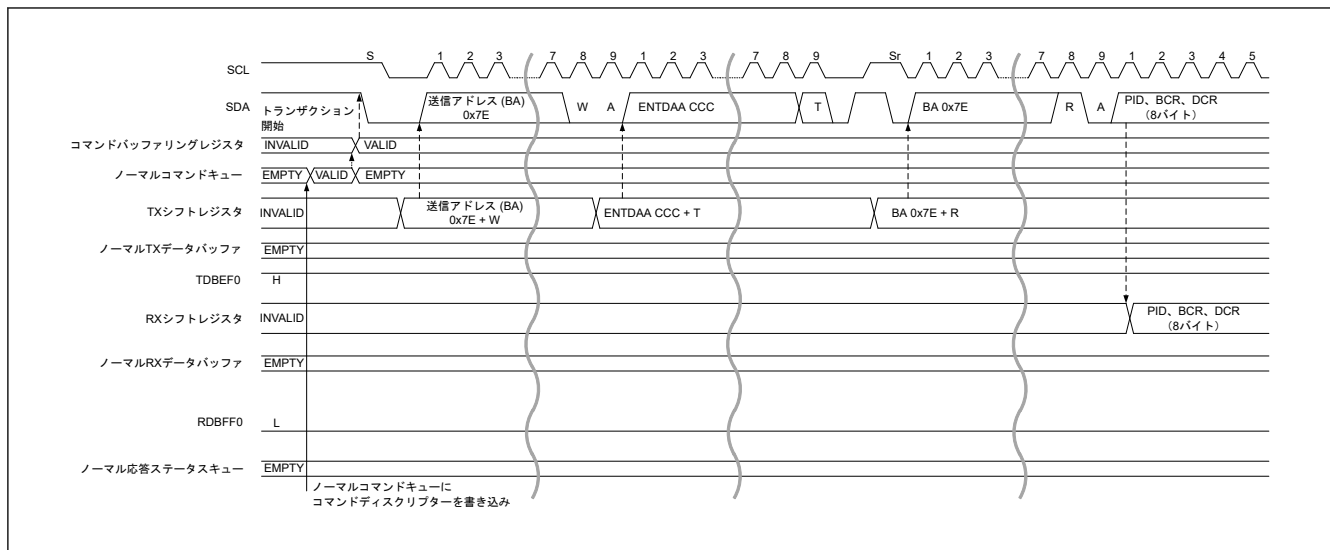 S 1 2 3 7 8 9 1 2 3 7 8 9 Sr 1 2 3 7 8 9 1 2 3 4 5
SCL
SDA
トランザクション
開始
送信アドレス (BA)
0x7E
W A ENTDAA CCC T BA 0x7E R A
PID、BCR、DCR
(8バイト)
コマンドバッファリングレジスタ INVALID VALID
ノーマルコマンドキュー EMPTY VALID EMPTY
TXシフトレジスタ INVALID
送信アドレス (BA)
0x7E + W
ENTDAA CCC + T BA 0x7E + R
ノーマルTXデータバッファ EMPTY
TDBEF0 H
RXシフトレジスタ INVALID
PID、BCR、DCR
(8バイト)
ノーマルRXデータバッファ EMPTY
RDBFF0 L
ノーマル応答ステータスキュー EMPTY
ノーマルコマンドキューに
コマンドディスクリプターを書き込み